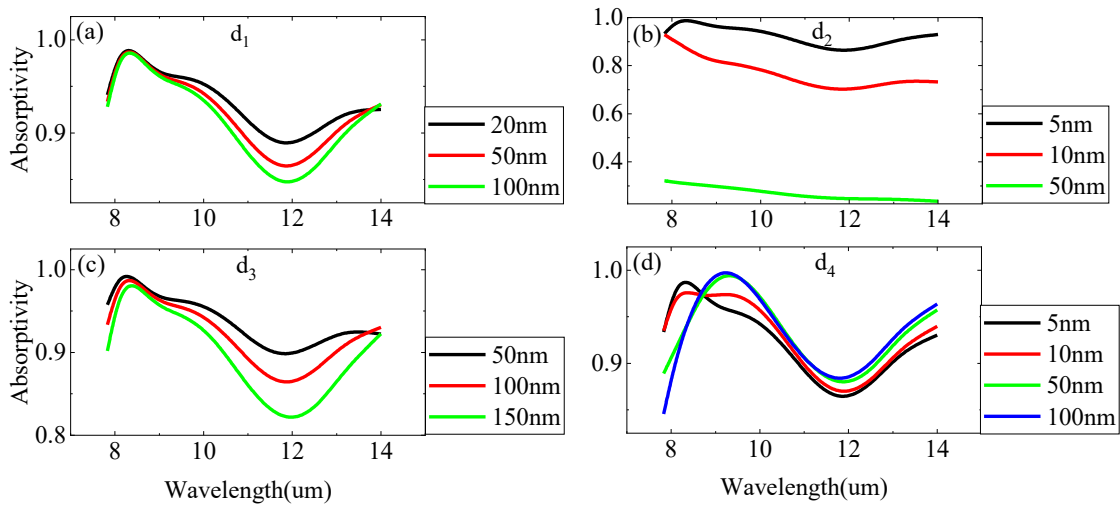 (a)
d1
1.0
0.9
Absorptivity
8
10
12
14
20nm
50nm
100nm
(b)
d2
1.0
0.8
0.6
0.4
8
10
12
14
5nm
10nm
50nm
(c)
d3
1.0
0.9
0.8
Absorptivity
8
10
12
14
Wavelength(um)
50nm
100nm
150nm
(d)
d4
1.0
0.9
8
10
12
14
Wavelength(um)
5nm
10nm
50nm
100nm